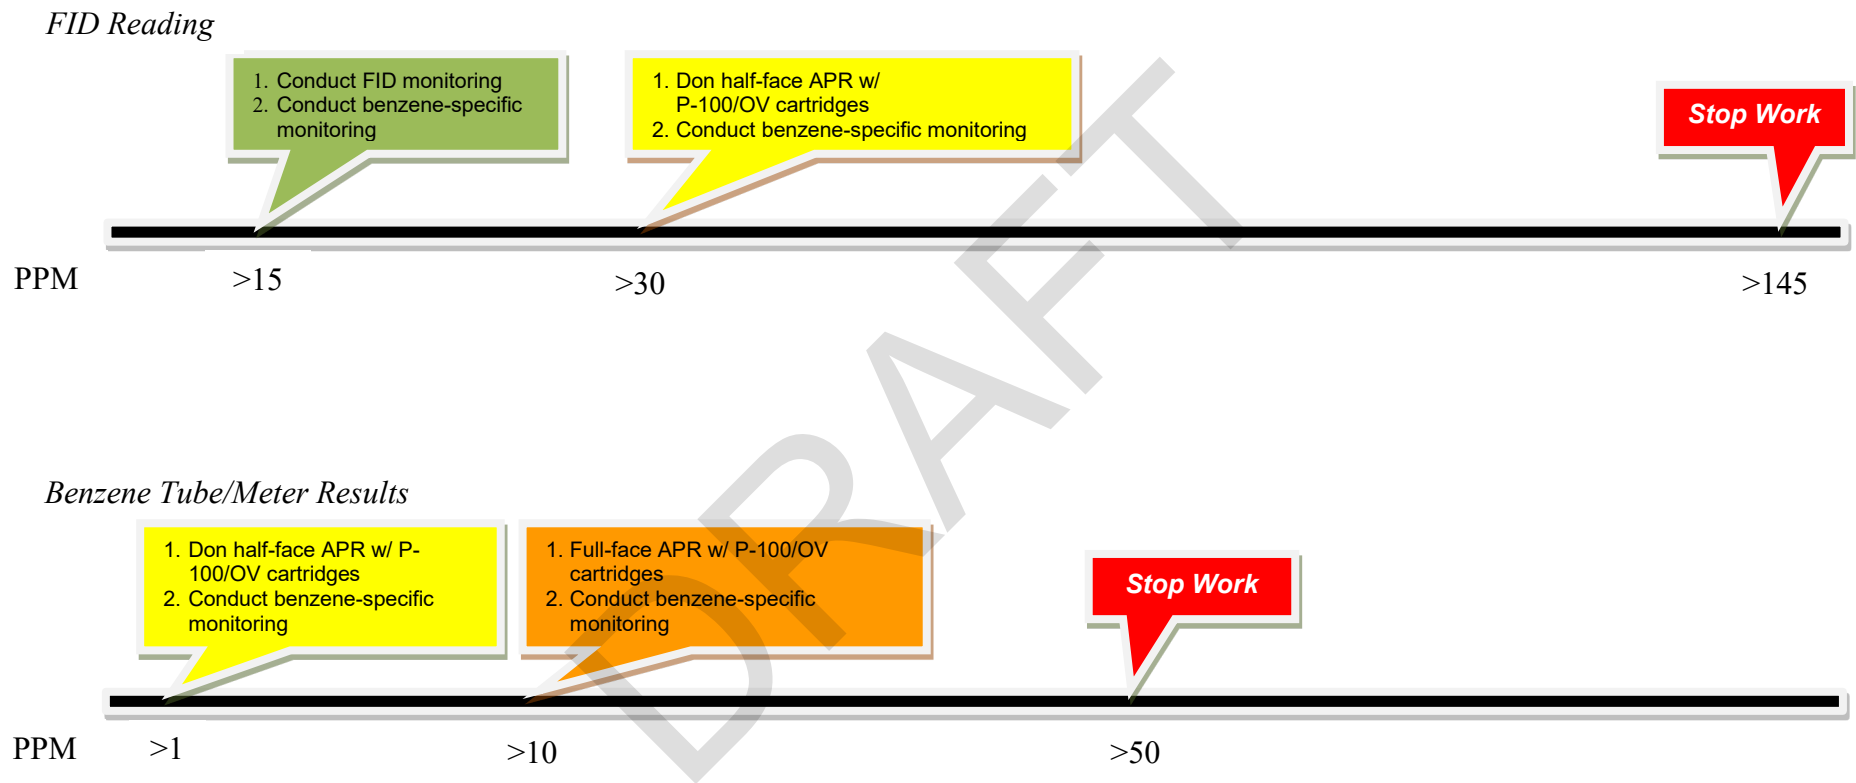 FID Reading
1. Conduct FID monitoring
2. Conduct benzene-specific
monitoring
1. Don half-face APR w/
P-100/OV cartridges
2. Conduct benzene-specific monitoring
Stop Work
PPM
>15
>30
>145
DRAFT
Benzene Tube/Meter Results
1. Don half-face APR w/ P-
100/OV cartridges
2. Conduct benzene-specific
monitoring
1. Full-face APR w/ P-100/OV
cartridges
2. Conduct benzene-specific
monitoring
Stop Work
PPM
>1
>10
>50